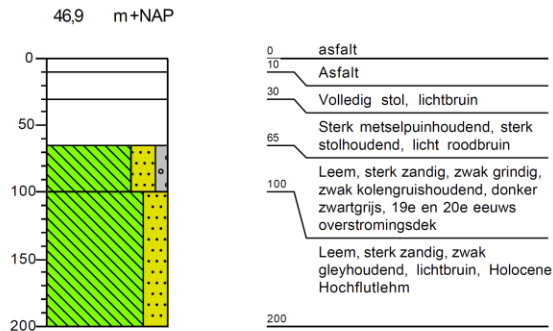 46,9 m+NAP
0
50
100
150
200
0 asfalt
10
Asfalt
30
Volledig stol, lichtbruin
Sterk metselpuinhoudend, sterk
65
stolhoudend, licht roodbruin
Leem, sterk zandig, zwak grindig,
100
zwak kolengruishoudend, donker
zwartgrijs, 19e en 20e eeuws
overstromingsdek
Leem, sterk zandig, zwak
gleyhoudend, lichtbruin, Holocene
Hochflutlehm
200